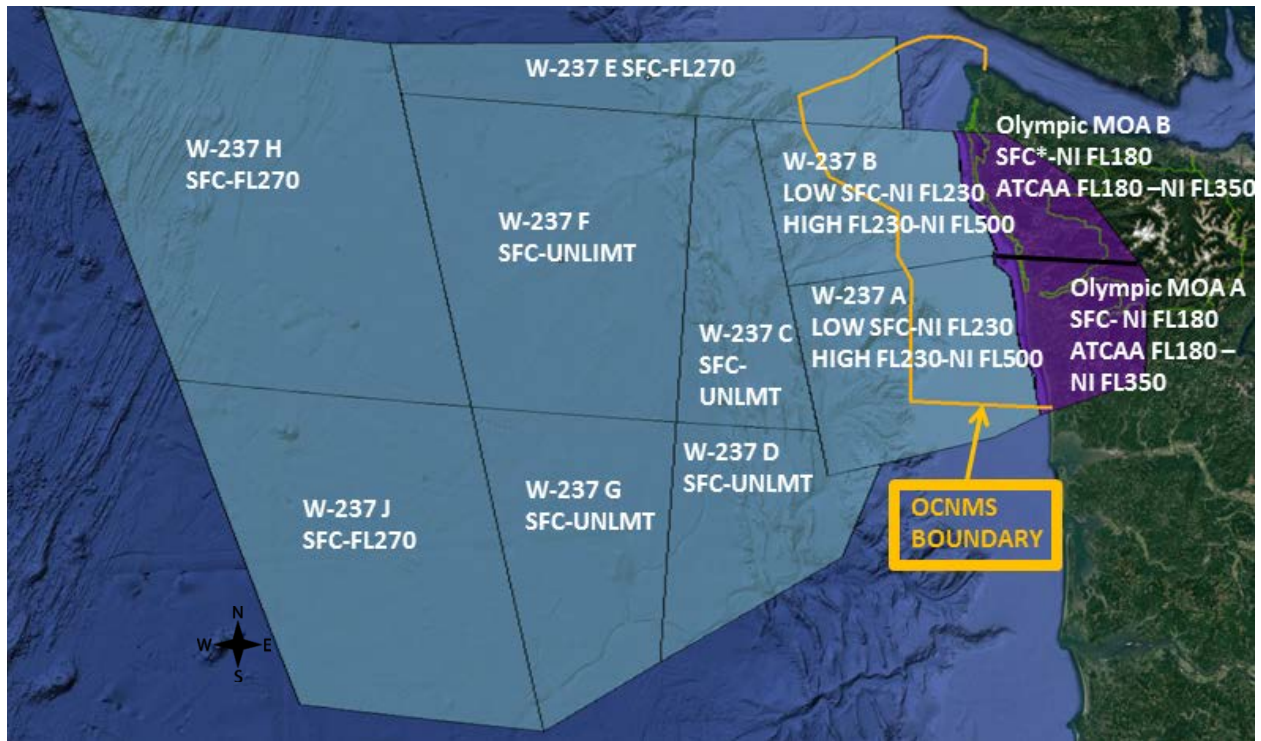 W-237 E SFC-FL270
W-237 H
SFC-FL270
Olympic MOA B
SFC*-NI FL180
ATCAA FL180 –NI FL350
W-237 B
LOW SFC-NI FL230
HIGH FL230-NI FL500
W-237 F
SFC-UNLIMT
Olympic MOA A
SFC- NI FL180
ATCAA FL180 –
NI FL350
W-237 A
LOW SFC-NI FL230
HIGH FL230-NI FL500
W-237 C
SFC-
UNLMT
W-237 D
SFC-UNLMT
W-237 G
SFC-UNLMT
W-237 J
SFC-FL270
OCNMS
BOUNDARY
N
W
E
S